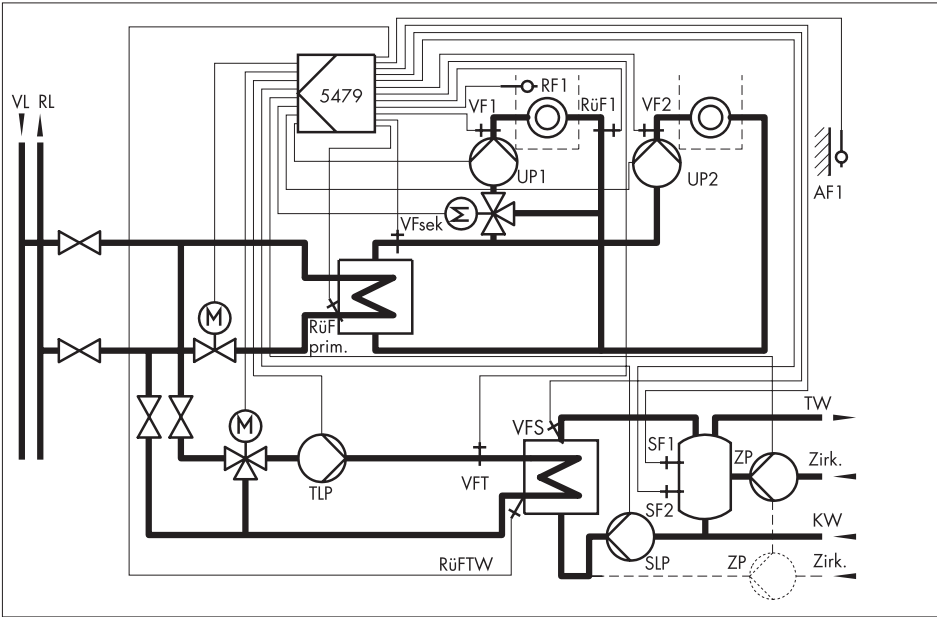 5479
RF1
VL RL
VF1
RüF1
VF2
UP1
UP2
AF1
M
VFsek
M
RüF
prim.
M
TW
VFS
SF1
ZP
Zirk.
TLP
VFT
SF2
KW
RüFTW
SLP
ZP
Zirk.